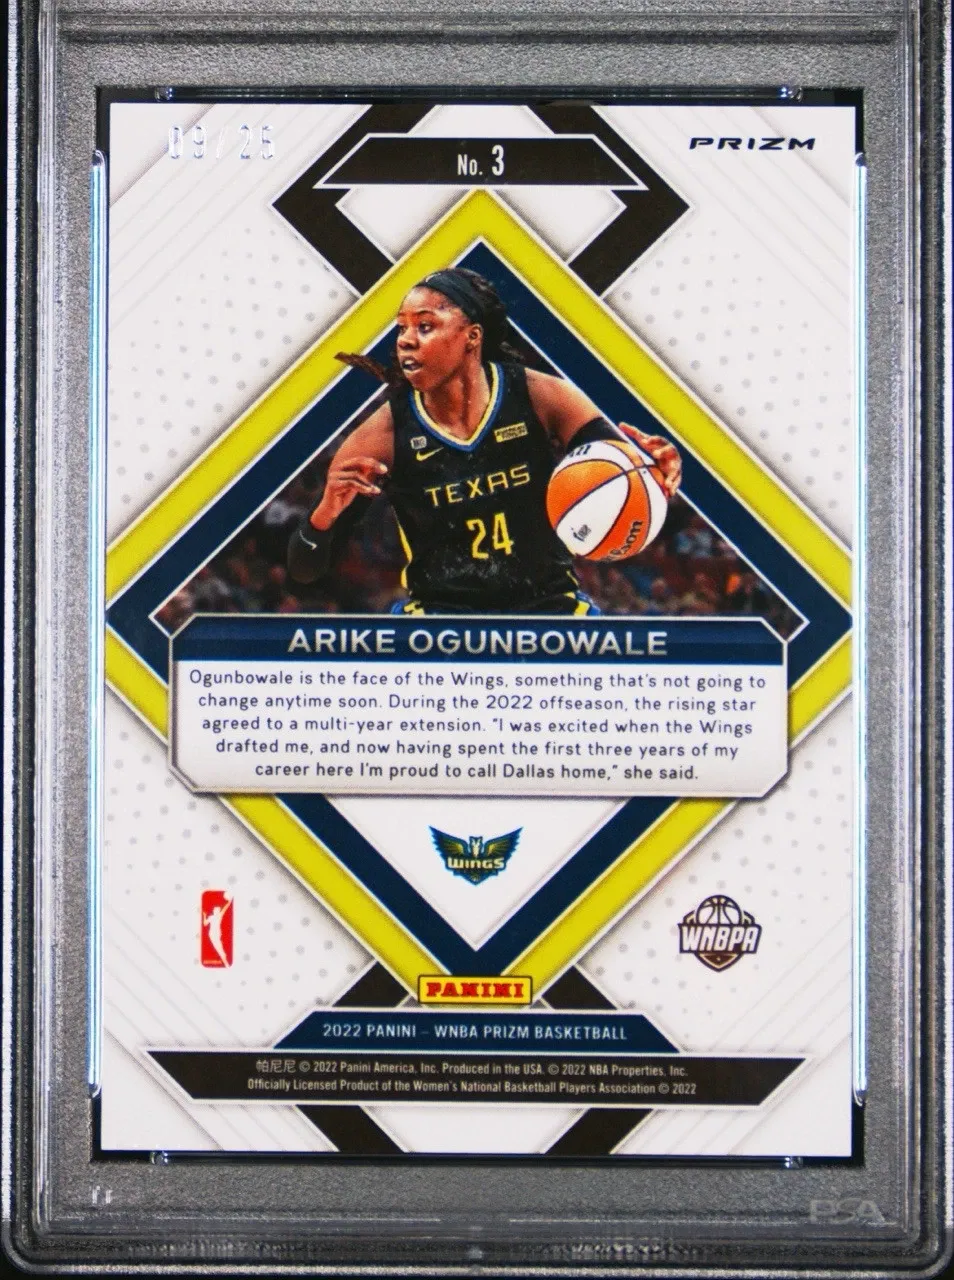 09/25
No. 3
PRIZM
TEXAS
24
wilson
ARIKE OGUNBOWALE
Ogunbowale is the face of the Wings, something that's not going to
change anytime soon. During the 2022 offseason, the rising star
agreed to a multi-year extension. "I was excited when the Wings
drafted me, and now having spent the first three years of my
career here I'm proud to call Dallas home," she said.
WINGS
WNBPA
PANINI
2022 PANINI – WNBA PRIZM BASKETBALL
帕尼尼 © 2022 Panini America, Inc. Produced in the USA. © 2022 NBA Properties, Inc.
Officially Licensed Product of the Women's National Basketball Players Association © 2022
PSA